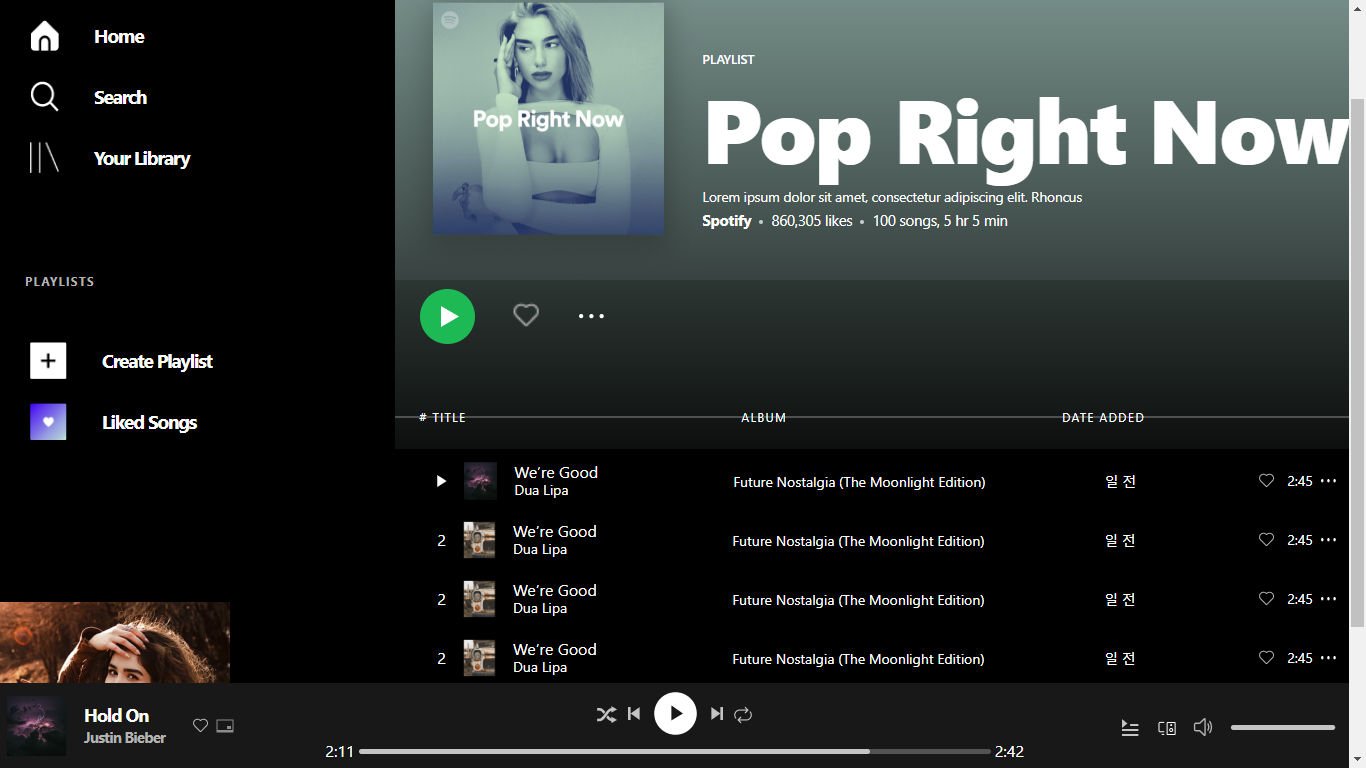 Home
Search
Your Library
PLAYLISTS
Create Playlist
Liked Songs
Pop Right Now
PLAYLIST
Pop Right Now
Lorem ipsum dolor sit amet, consectetur adipiscing elit. Rhoncus
Spotify • 860,305 likes • 100 songs, 5 hr 5 min
# TITLE ALBUM DATE ADDED
We’re Good Future Nostalgia (The Moonlight Edition) 일 전 2:45
Dua Lipa
2 We’re Good Future Nostalgia (The Moonlight Edition) 일 전 2:45
Dua Lipa
2 We’re Good Future Nostalgia (The Moonlight Edition) 일 전 2:45
Dua Lipa
2 We’re Good Future Nostalgia (The Moonlight Edition) 일 전 2:45
Dua Lipa
Hold On
Justin Bieber
2:11 2:42